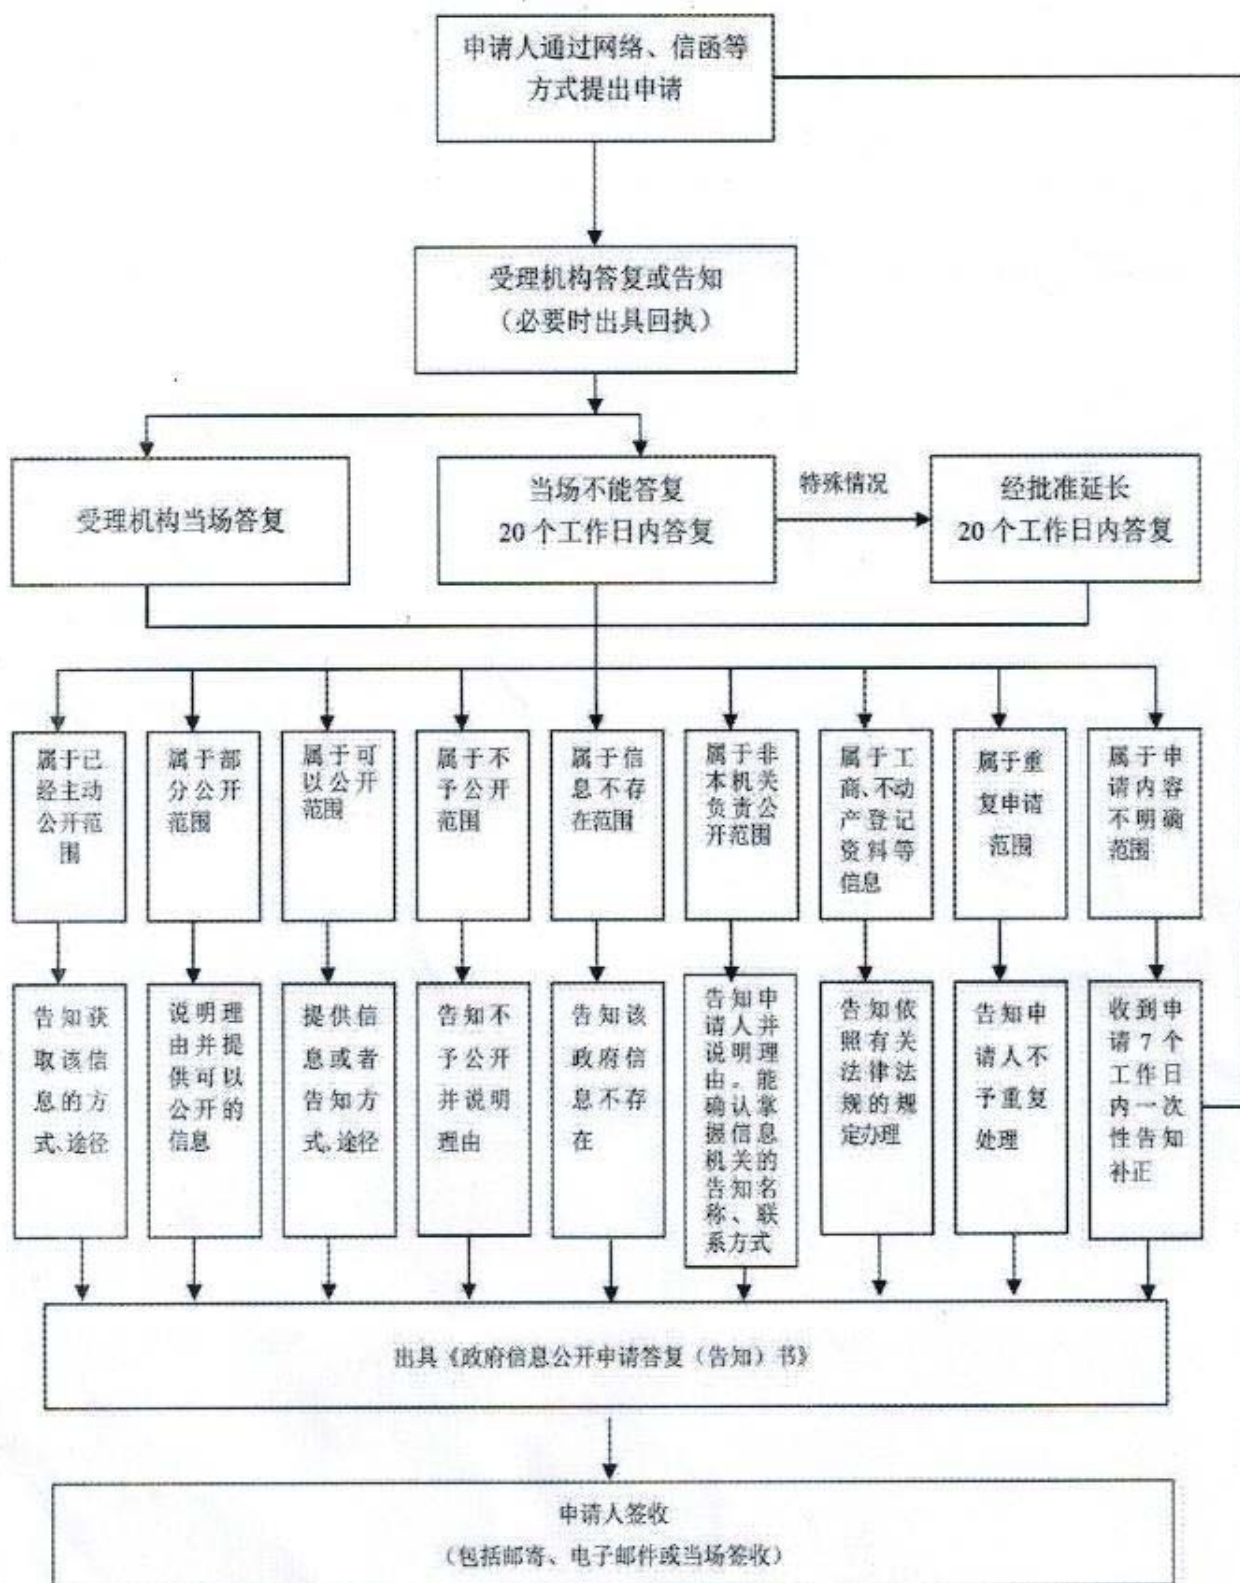 申请人通过网络、信函等
方式提出申请
受理机构答复或告知
（必要时出具回执）
受理机构当场答复
当场不能答复
20 个工作日内答复
特殊情况
经批准延长
20 个工作日内答复
属于已
经主动
公开范
围
属于部
分公开
范围
属于可
以公开
范围
属于不
予公开
范围
属于信
息不存
在范围
属于非
本机关
负责公
开范围
属于工
商、不动
产登记
资料等
信息
属于重
复申请
范围
属于申
请内容
不明确
范围
告知获
取该信
息的方
式、途径
说明理
由并提
供可以
公开的
信息
提供信
息或者
告知方
式、途径
告知不
予公开
并说明
理由
告知该
政府信
息不存
在
告知申
请人并
说明理
由。能
确认掌
握信息
机关的
告知名
称、联
系方式
告知依
照有关
法律法
规的规
定办理
告知申
请人不
予重复
处理
收到申
请 7 个
工作日
内一次
性告知
补正
出具《政府信息公开申请答复（告知）书》
申请人签收
（包括邮寄、电子邮件或当场签收）